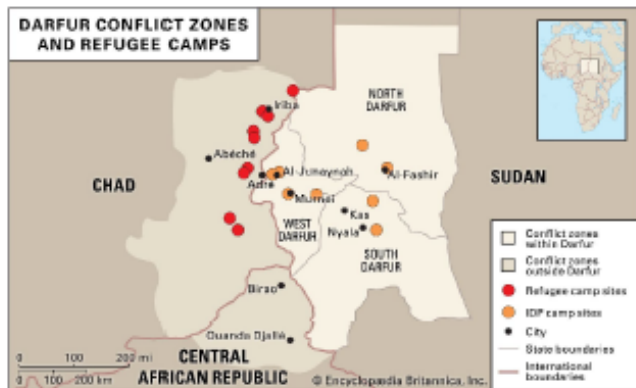 DARFUR CONFLICT ZONES
AND REFUGEE CAMPS
NORTH
DARFUR
Iriba
Abéché
Al-Junaynah
Al-Fashir
Adré
CHAD
SUDAN
Murnei
Kas
WEST
DARFUR
Nyala
SOUTH
DARFUR
Birao
Ouanda Djallé
CENTRAL
AFRICAN REPUBLIC
0 100 200 mi
0 100 200 km
© Encyclopædia Britannica, Inc.
Conflict zones
within Darfur
Conflict zones
outside Darfur
Refugee camp sites
IDP camp sites
City
State boundaries
International
boundaries